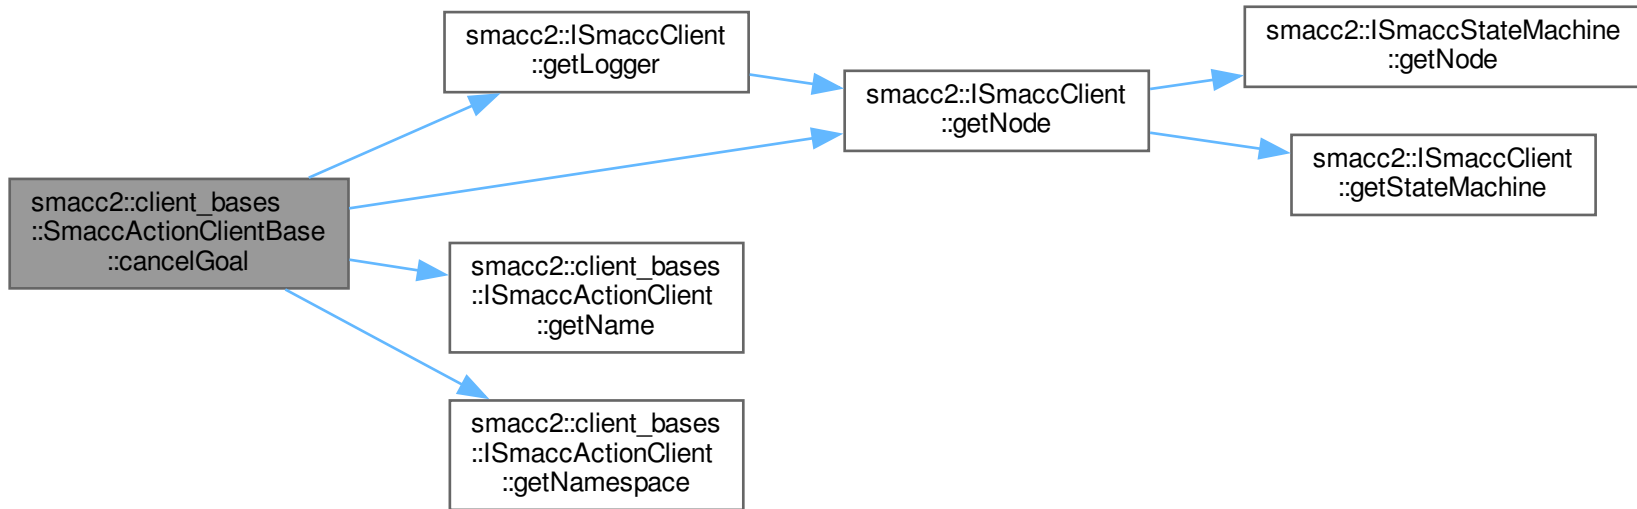 smacc2::client_bases
::SmaccActionClientBase
::cancelGoal
smacc2::ISmaccClient
::getLogger
smacc2::ISmaccClient
::getNode
smacc2::ISmaccStateMachine
::getNode
smacc2::ISmaccClient
::getStateMachine
smacc2::client_bases
::ISmaccActionClient
::getName
smacc2::client_bases
::ISmaccActionClient
::getNamespace